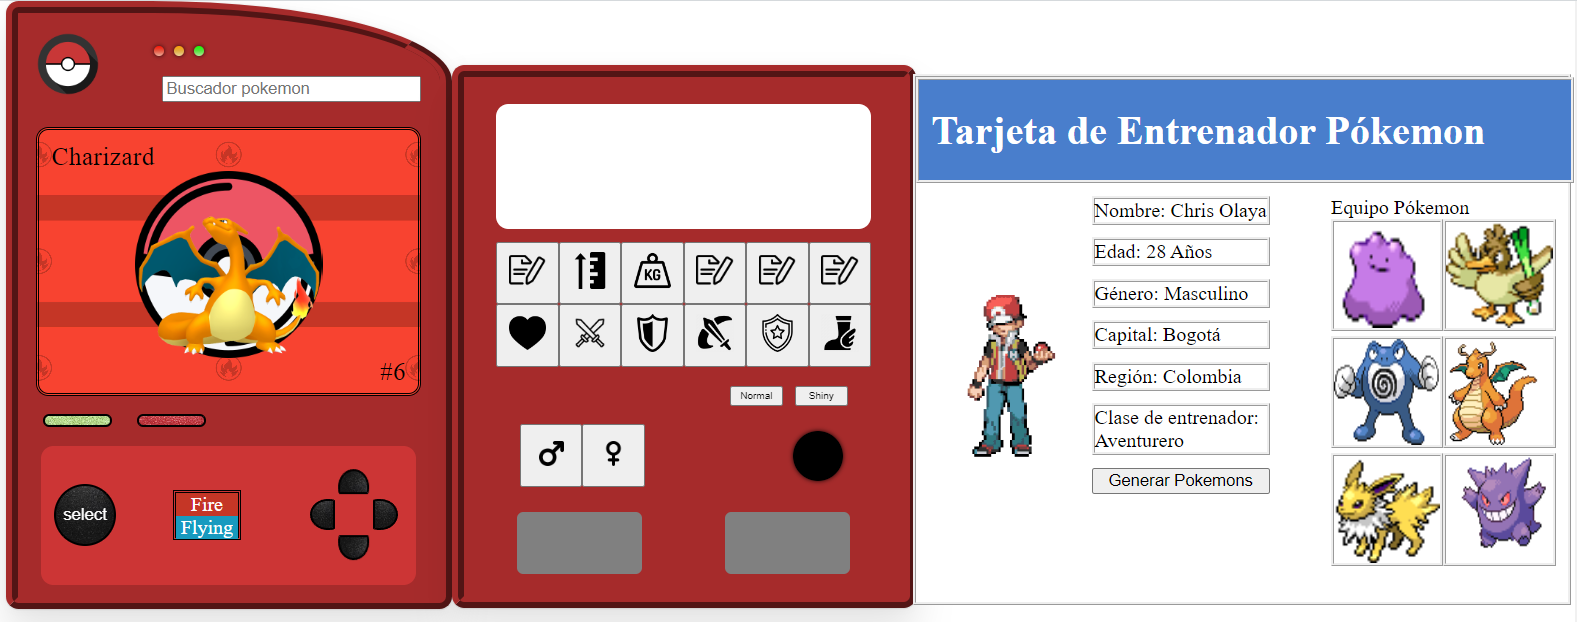 Buscador pokemon
Charizard
#6
select
Fire
Flying
KG
Normal
Shiny
Tarjeta de Entrenador Pókemon
Nombre: Chris Olaya
Edad: 28 Años
Género: Masculino
Capital: Bogotá
Región: Colombia
Clase de entrenador:
Aventurero
Generar Pokemons
Equipo Pókemon